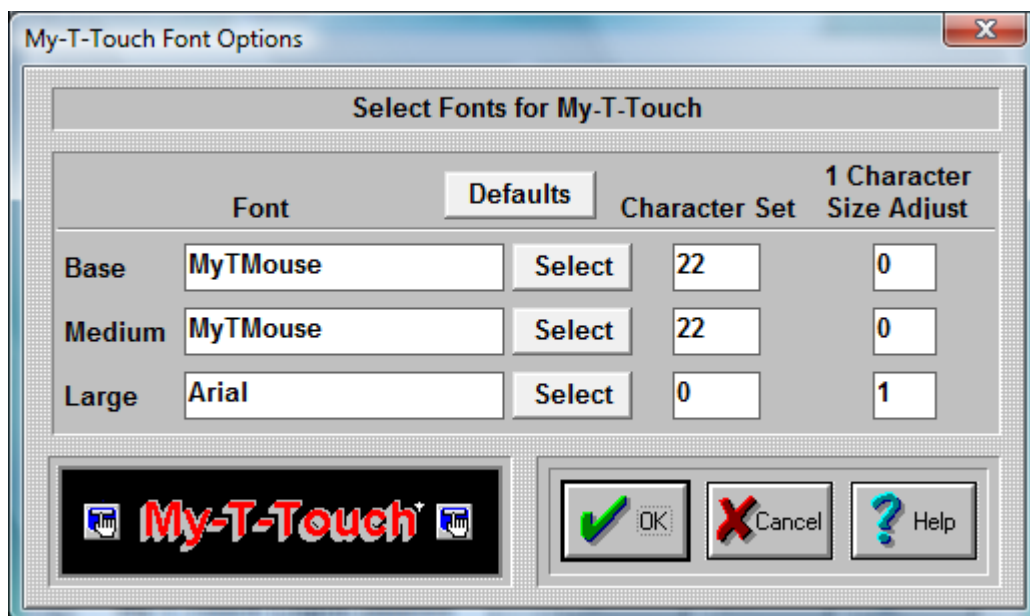 My-T-Touch Font Options
Select Fonts for My-T-Touch
Font
Defaults
Character Set
1 Character
Size Adjust
Base
MyTMouse
Select
22
0
Medium
MyTMouse
Select
22
0
Large
Arial
Select
0
1
My-T-Touch
OK
Cancel
Help